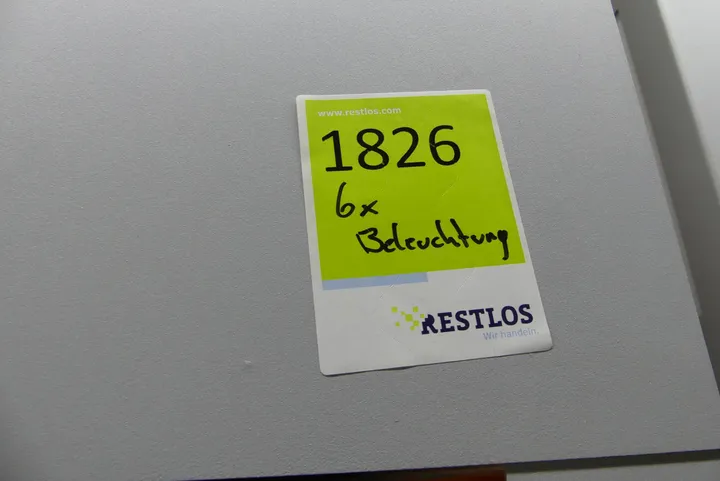 www.restlos.com
1826
6x
Beleuchtung
RESTLOS
Wir handeln.